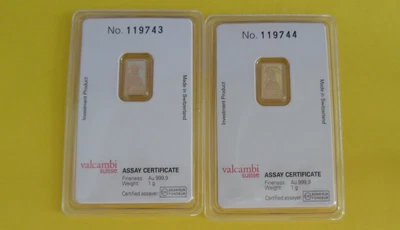 No. 119743
Investment Product
Made in Switzerland
valcambi
suisse
ASSAY CERTIFICATE
Fineness: Au 999,9
Weight: 1 g
Certified assayer
No. 119744
Investment Product
Made in Switzerland
valcambi
suisse
ASSAY CERTIFICATE
Fineness: Au 999,9
Weight: 1 g
Certified assayer